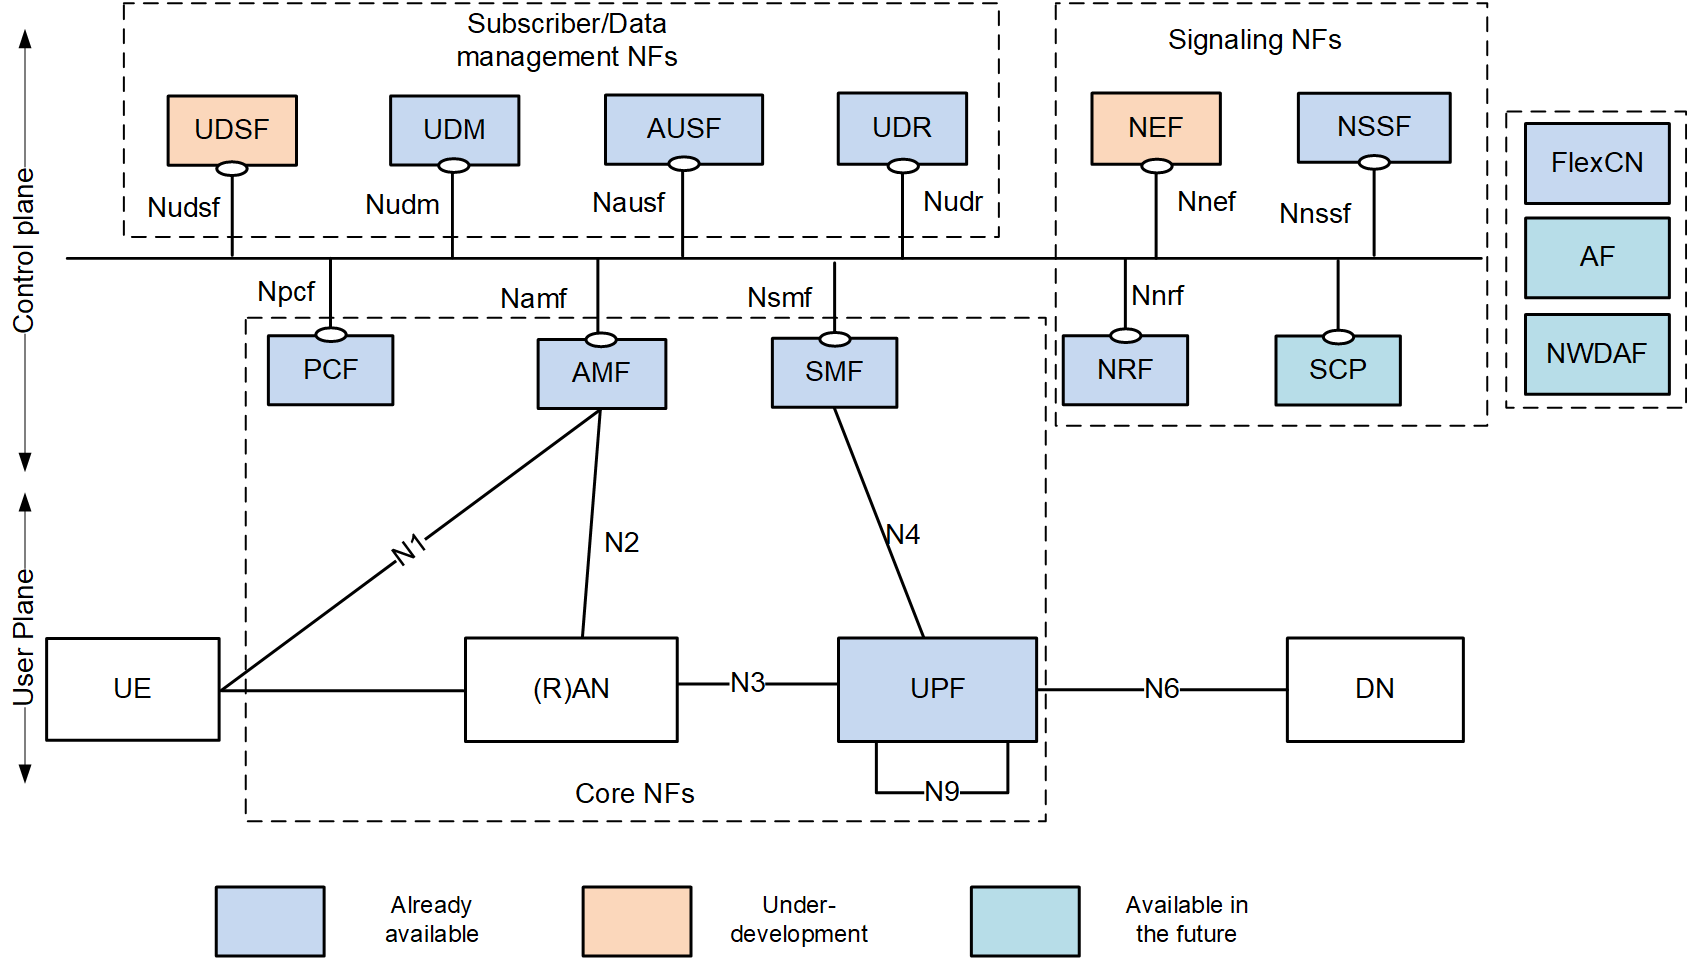 Subscriber/Data
management NFs
Signaling NFs
UDSF
UDM
AUSF
UDR
NEF
NSSF
FlexCN
Nudsf
Nudm
Nausf
Nudr
Nnef
Nnssf
AF
Control plane
Npcf
Namf
Nsmf
Nnrf
PCF
AMF
SMF
NRF
SCP
NWDAF
N1
N2
N4
User Plane
UE
(R)AN
N3
UPF
N6
DN
N9
Core NFs
Already
available
Under-
development
Available in
the future